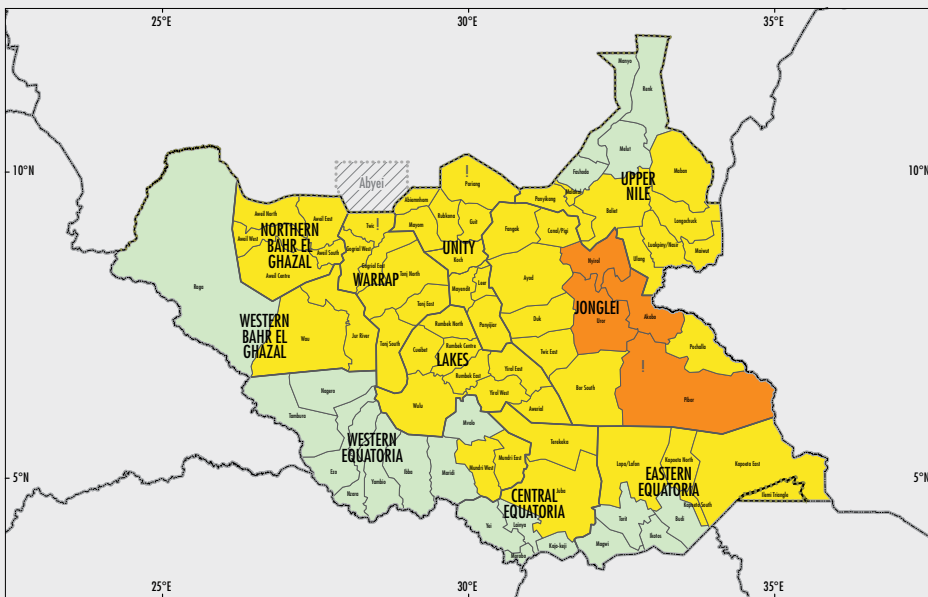 25°E
30°E
35°E
Manyo
Renk
10°N
10°N
Melut
Fashoda
Maban
Abyei
!
Pariang
UPPER
NILE
Malakal
Panyikang
Baliet
Abiemnhom
Rubkona
Guit
Mayom
Aweil North
Aweil East
Twic
!
Fangak
Canal/Pigi
Longochuk
Luakpiny/Nasir
Maiwut
Ulang
Aweil West
NORTHERN
BAHR EL
GHAZAL
Aweil South
Gogrial West
Gogrial East
UNITY
Koch
Nyirol
Aweil Centre
WARRAP
Tonj North
Mayendit
Leer
Ayod
Raga
Tonj East
JONGLEI
Uror
Akobo
WESTERN
BAHR EL
GHAZAL
Wau
Jur River
Tonj South
Rumbek North
Panyijiar
Duk
Pochalla
Cueibet
Rumbek Centre
LAKES
Twic East
Rumbek East
Yirol East
!
Nagero
Yirol West
Bor South
Pibor
Wulu
Awerial
Tambura
Mvolo
WESTERN
EQUATORIA
Terekeka
Ezo
Ibba
Maridi
Mundri West
Mundri East
Lopa/Lafon
Kapoeta North
Kapoeta East
5°N
5°N
Nzara
Yambio
EASTERN
EQUATORIA
Juba
CENTRAL
EQUATORIA
Ilemi Triangle
Kapoeta South
Yei
Lainya
Torit
Budi
Ikotos
Magwi
Kajo-keji
Morobo
25°E
30°E
35°E